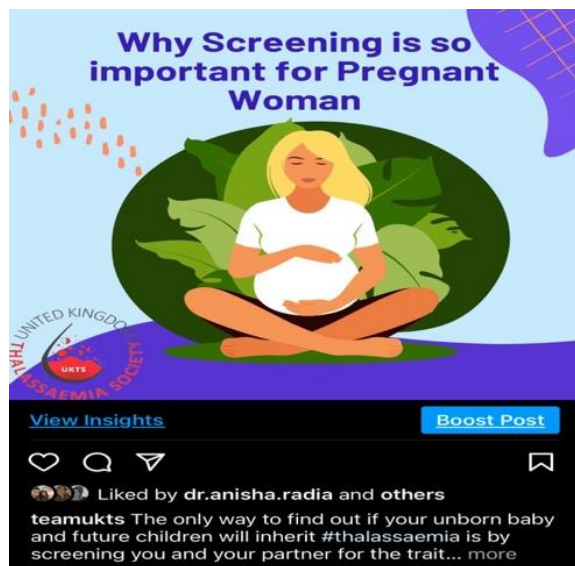 Why Screening is so
important for Pregnant
Woman
UNITED KINGDOM
THALASSAEMIA SOCIETY
UKTS
View Insights
Boost Post
Liked by dr.anisha.radia and others
teamukts The only way to find out if your unborn baby
and future children will inherit #thalassaemia is by
screening you and your partner for the trait... more